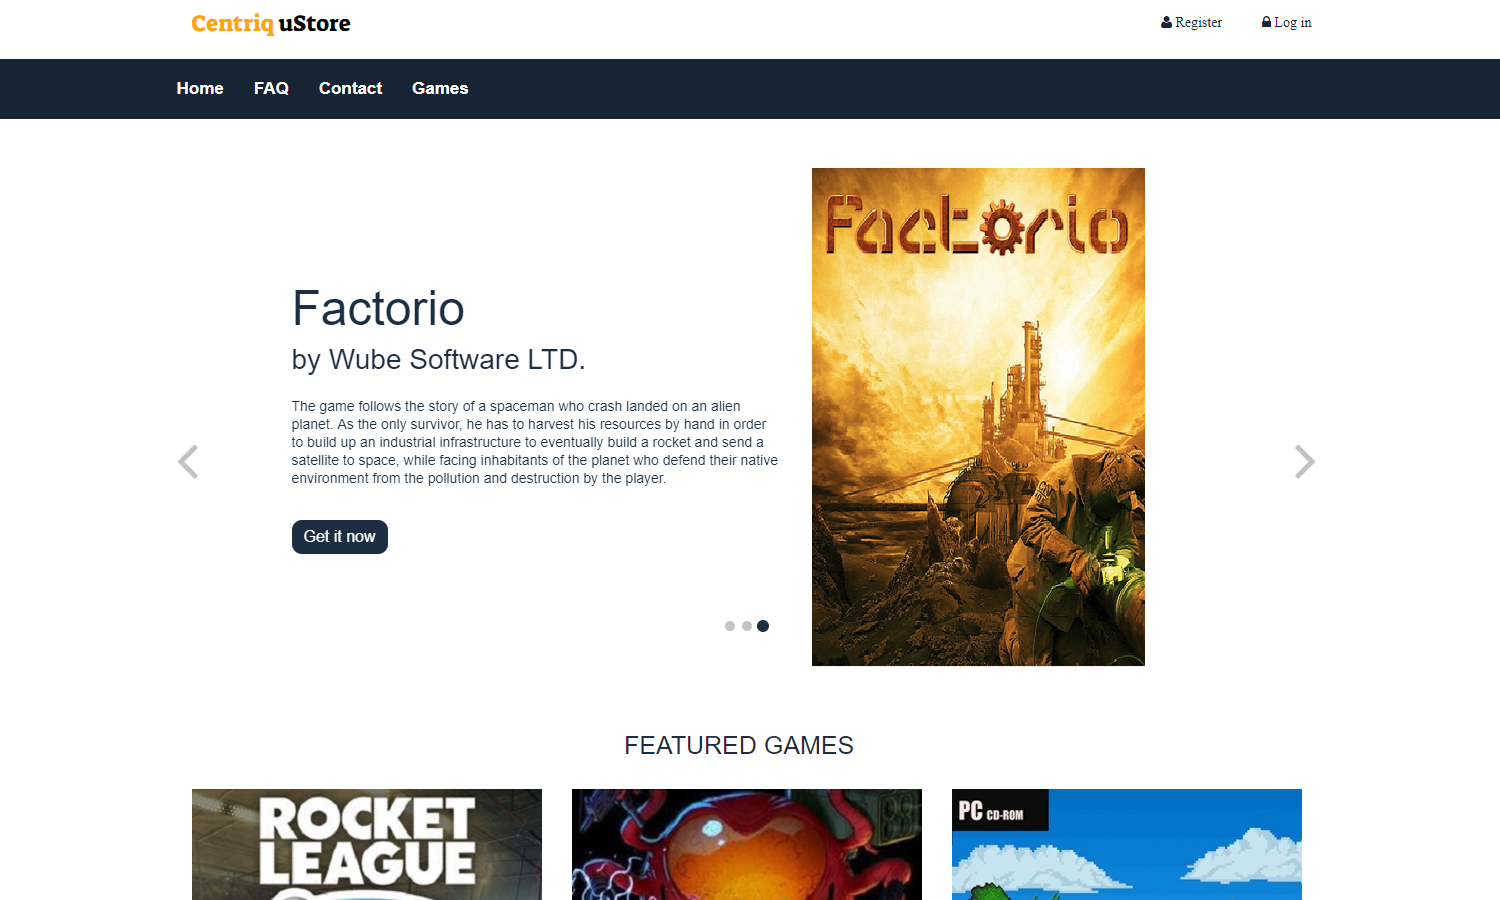 Centriq uStore
Register
Log in
Home
FAQ
Contact
Games
Factorio
by Wube Software LTD.
The game follows the story of a spaceman who crash landed on an alien
planet. As the only survivor, he has to harvest his resources by hand in order
to build up an industrial infrastructure to eventually build a rocket and send a
satellite to space, while facing inhabitants of the planet who defend their native
environment from the pollution and destruction by the player.
Get it now
Factorio
FEATURED GAMES
ROCKET
LEAGUE
PC CD-ROM